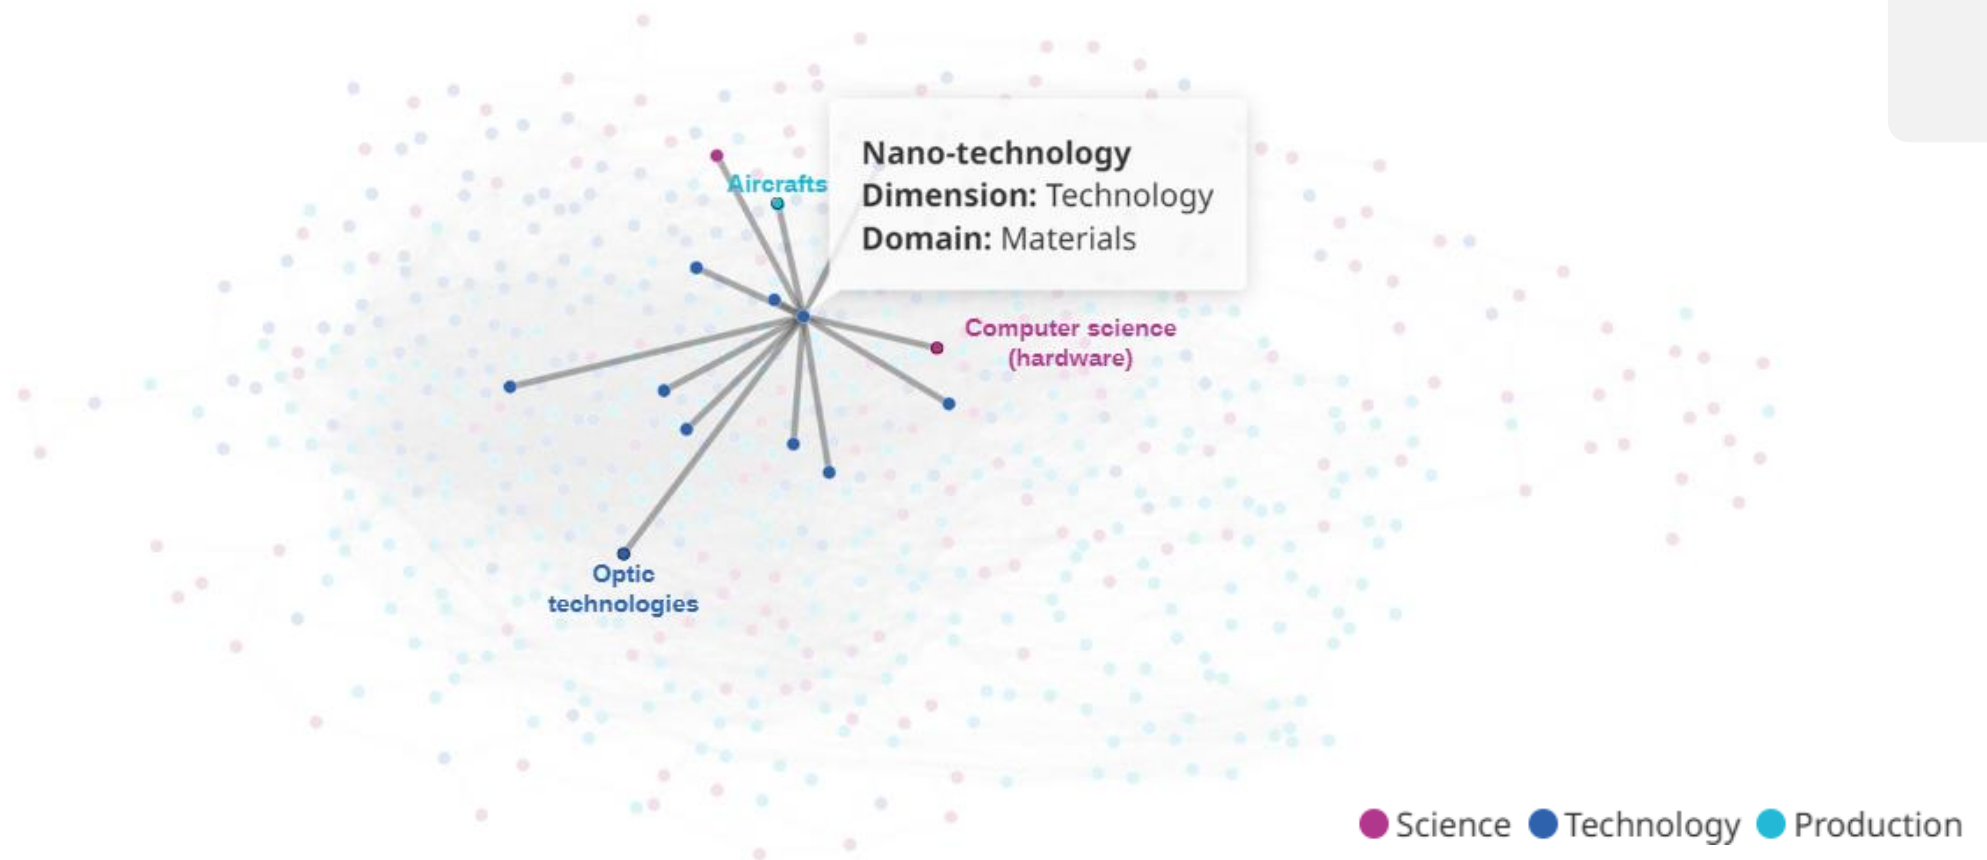 Nano-technology
Dimension: Technology
Domain: Materials
Aircrafts
Computer science
(hardware)
Optic
technologies
Science
Technology
Production